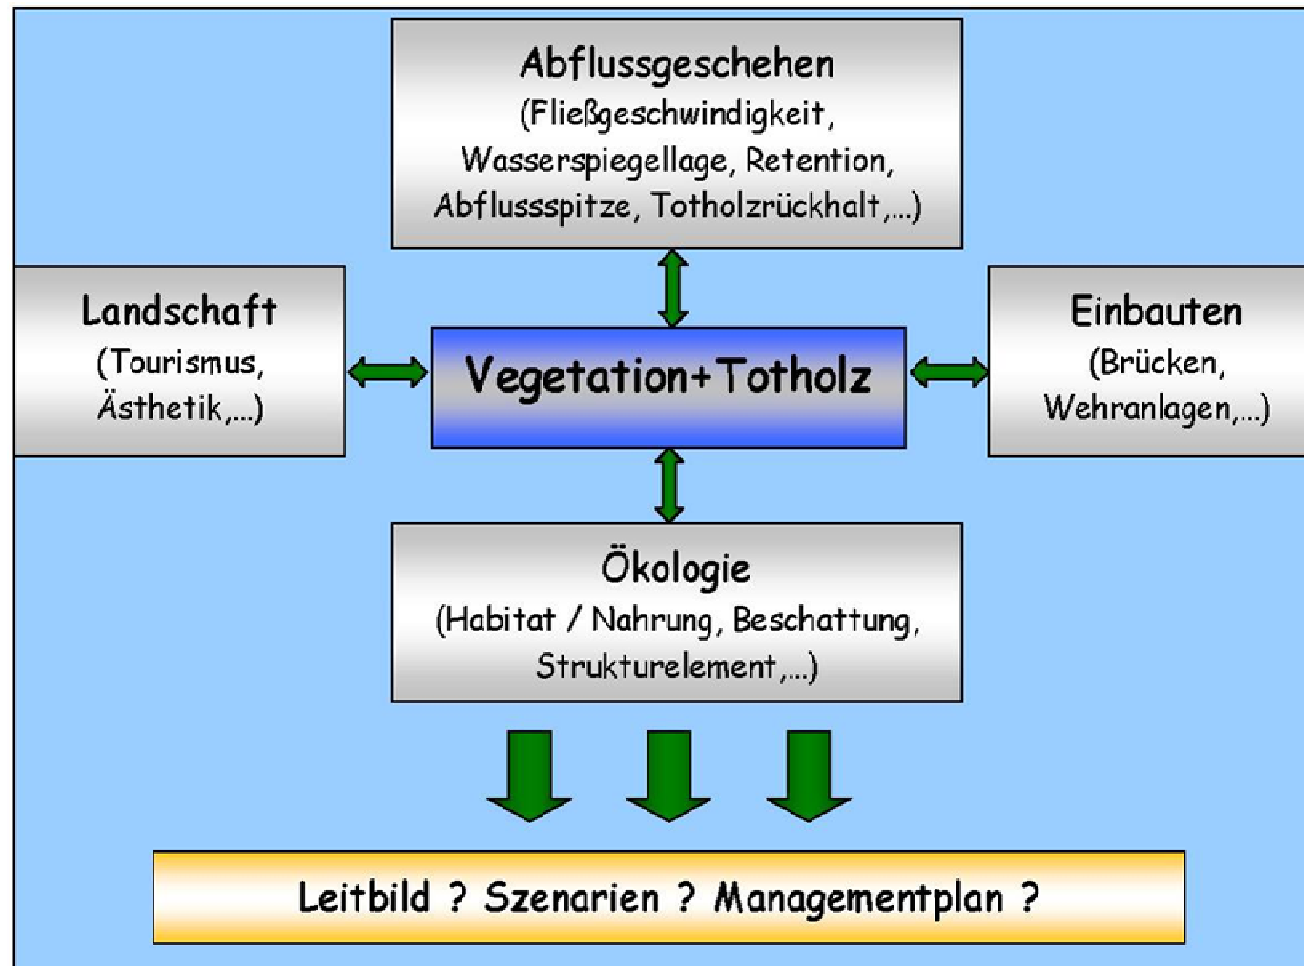 Abflussgeschehen
(Fließgeschwindigkeit,
Wasserspiegellage, Retention,
Abflussspitze, Totholzrückhalt,...)
Landschaft
(Tourismus,
Ästhetik,...)
Vegetation+Totholz
Einbauten
(Brücken,
Wehranlagen,...)
Ökologie
(Habitat / Nahrung, Beschattung,
Strukturelement,...)
Leitbild ? Szenarien ? Managementplan ?